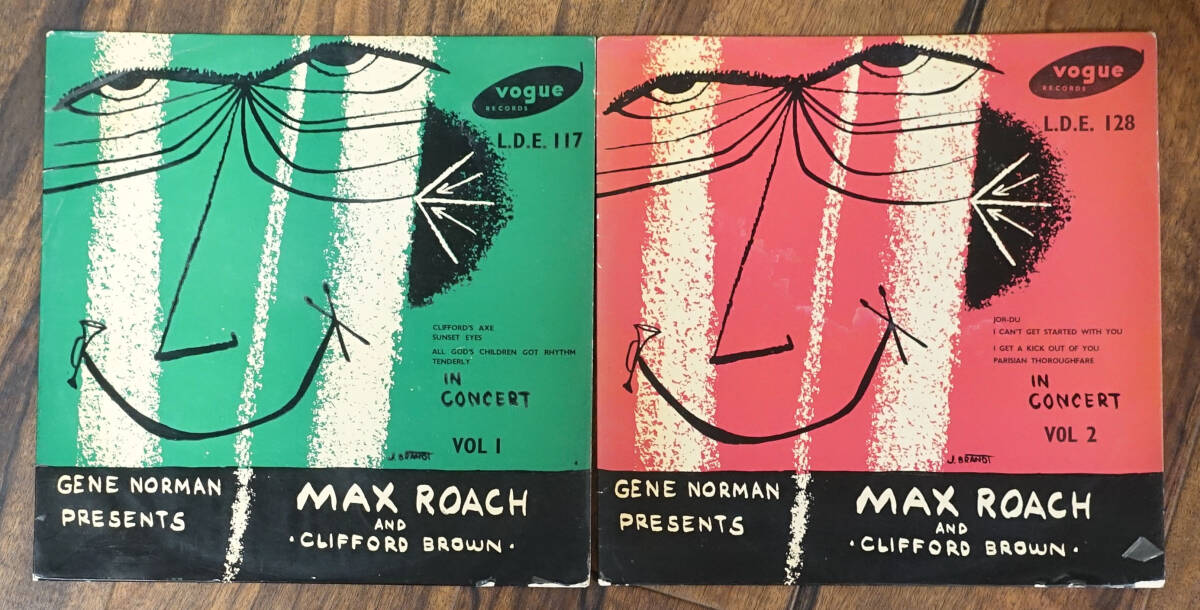 vogue
RECORDS
L.D.E. 117
CLIFFORD'S AXE
SUNSET EYES
ALL GOD'S CHILDREN GOT RHYTHM
TENDERLY
IN
CONCERT
VOL 1
J. BRANDT
GENE NORMAN
PRESENTS
MAX ROACH
AND
• CLIFFORD BROWN •
vogue
RECORDS
L.D.E. 128
JOR-DU
I CAN'T GET STARTED WITH YOU
I GET A KICK OUT OF YOU
PARISIAN THOROUGHFARE
IN
CONCERT
VOL 2
J. BRANDT
GENE NORMAN
PRESENTS
MAX ROACH
AND
• CLIFFORD BROWN •